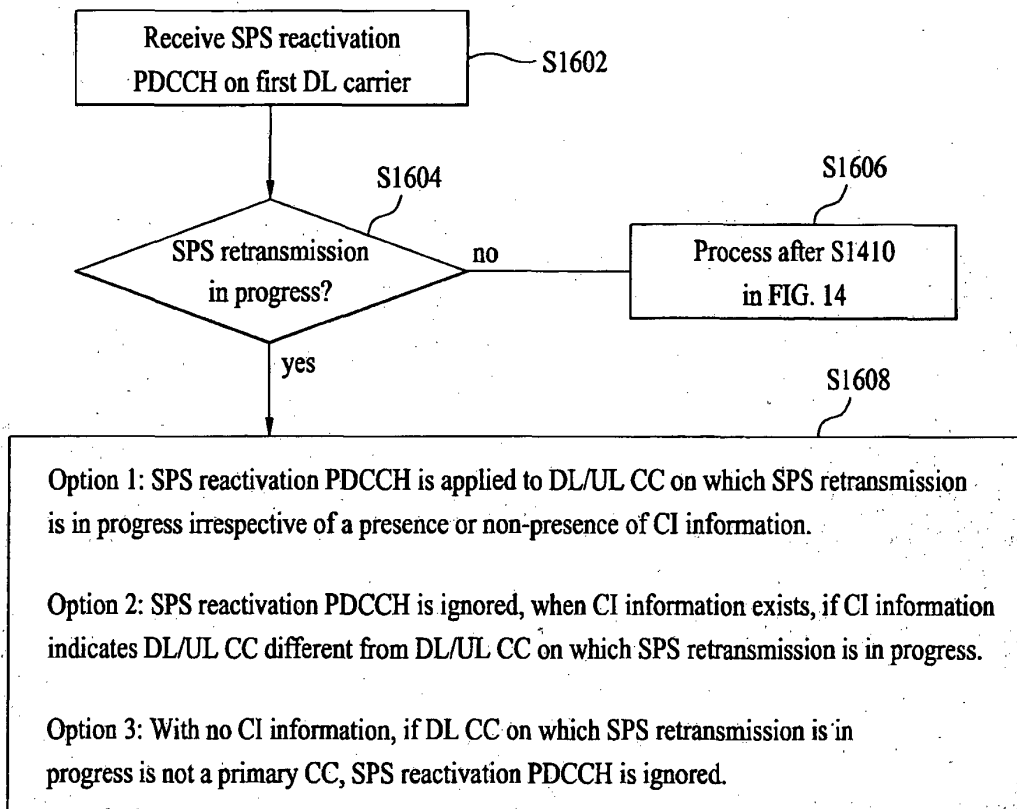 Receive SPS reactivation
PDCCH on first DL carrier
S1602
S1604
SPS retransmission
in progress?
no
S1606
Process after S1410
in FIG. 14
yes
S1608
Option 1: SPS reactivation PDCCH is applied to DL/UL CC on which SPS retransmission
is in progress irrespective of a presence or non-presence of CI information.
Option 2: SPS reactivation PDCCH is ignored, when CI information exists, if CI information
indicates DL/UL CC different from DL/UL CC on which SPS retransmission is in progress.
Option 3: With no CI information, if DL CC on which SPS retransmission is in
progress is not a primary CC, SPS reactivation PDCCH is ignored.